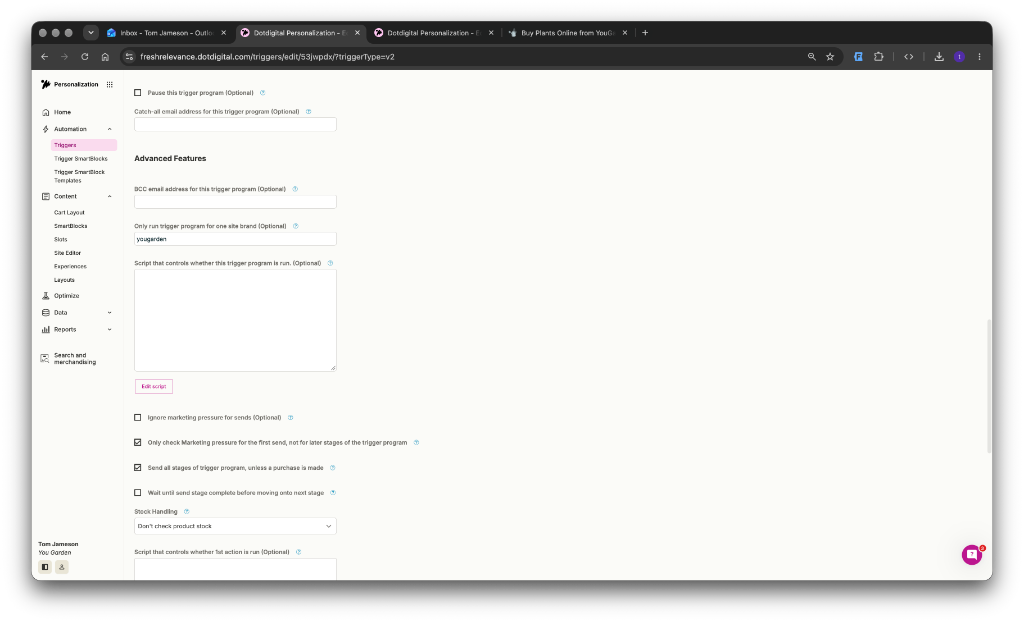 Inbox - Tom Jameson - Outlo
Dotdigital Personalization - E
Dotdigital Personalization - E
Buy Plants Online from YouG
freshrelevance.dotdigital.com/triggers/edit/53jwpdx/?triggerType=v2
Personalization
Home
Automation
Triggers
Trigger SmartBlocks
Trigger SmartBlock
Templates
Content
Cart Layout
SmartBlocks
Slots
Site Editor
Experiences
Layouts
Optimize
Data
Reports
Search and
merchandising
Tom Jameson
You Garden
Pause this trigger program (Optional)
Catch-all email address for this trigger program (Optional)
Advanced Features
BCC email address for this trigger program (Optional)
Only run trigger program for one site brand (Optional)
yougarden
Script that controls whether this trigger program is run. (Optional)
Edit script
Ignore marketing pressure for sends (Optional)
Only check Marketing pressure for the first send, not for later stages of the trigger program
Send all stages of trigger program, unless a purchase is made
Wait until send stage complete before moving onto next stage
Stock Handling
Don't check product stock
Script that controls whether 1st action is run (Optional)